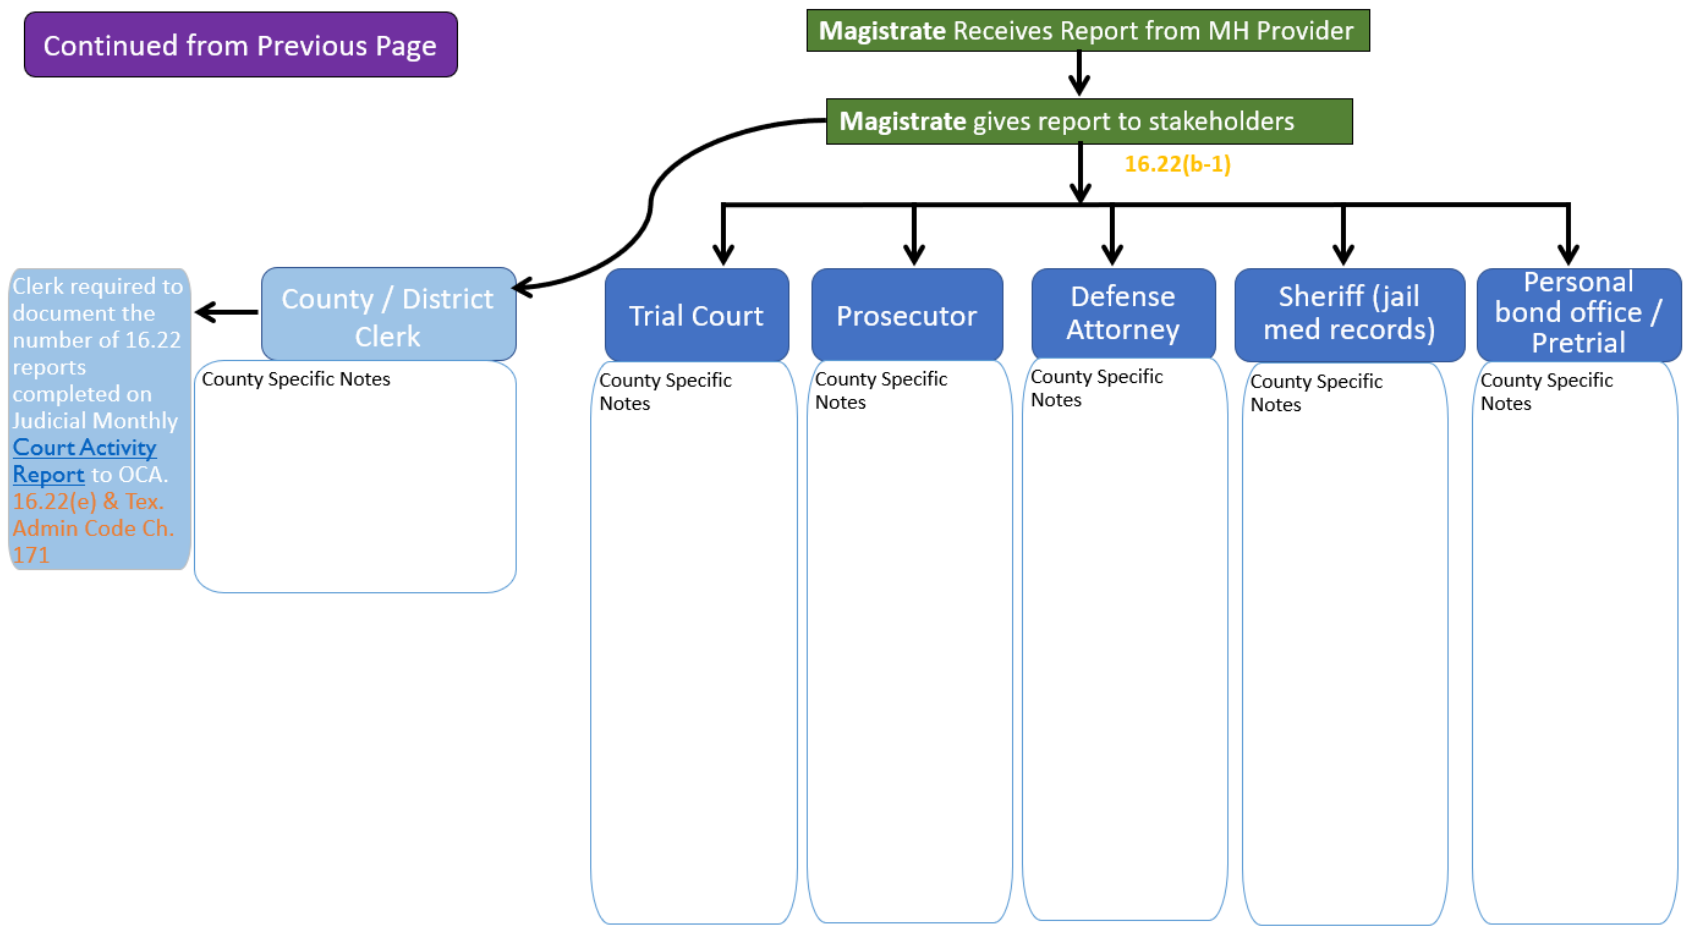 Continued from Previous Page
Magistrate Receives Report from MH Provider
Magistrate gives report to stakeholders
16.22(b-1)
Clerk required to
document the
number of 16.22
reports
completed on
Judicial Monthly
Court Activity
Report to OCA.
16.22(e) & Tex.
Admin Code Ch.
171
County / District
Clerk
County Specific Notes
Trial Court
County Specific
Notes
Prosecutor
County Specific
Notes
Defense
Attorney
County Specific
Notes
Sheriff (jail
med records)
County Specific
Notes
Personal
bond office /
Pretrial
County Specific
Notes